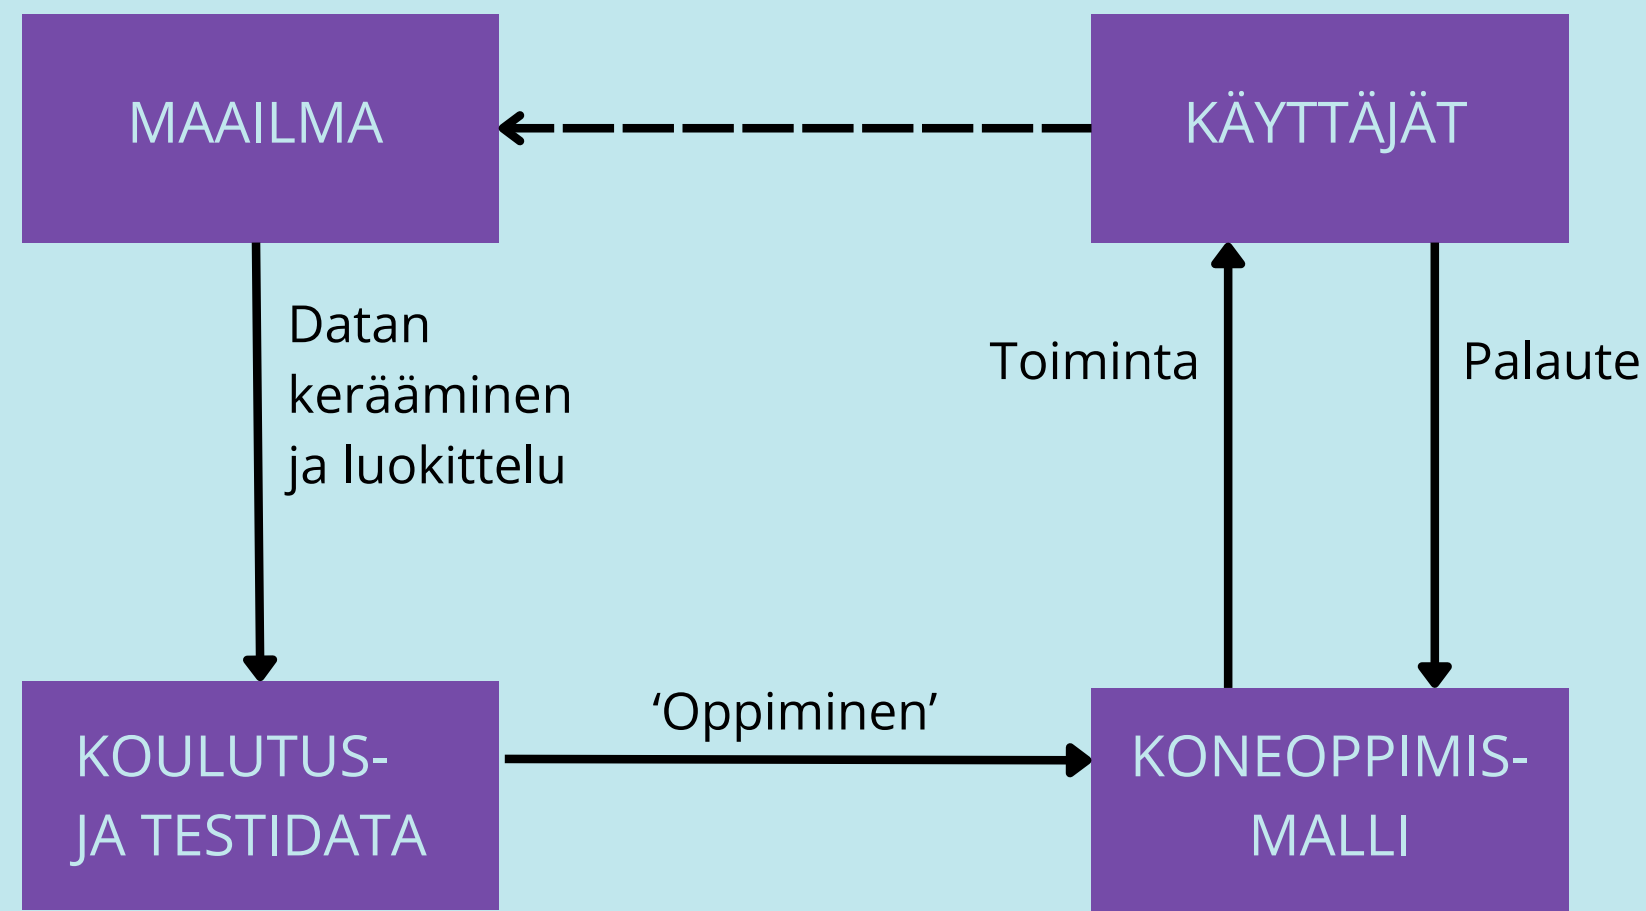 MAAILMA
KÄYTTÄJÄT
Datan
kerääminen
ja luokittelu
Toiminta
Palaute
‘Oppiminen’
KOULUTUS-
JA TESTIDATA
KONEOPPIMIS-
MALLI